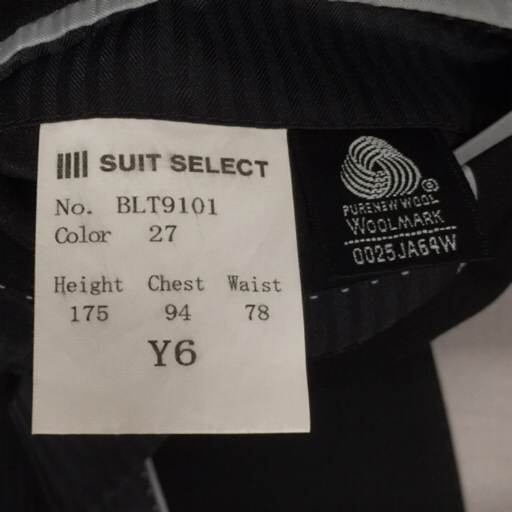 SUIT SELECT
No. BLT9101
Color 27
Height Chest Waist
175 94 78
Y6
PURE NEW WOOL
WOOLMARK
0025JA64W